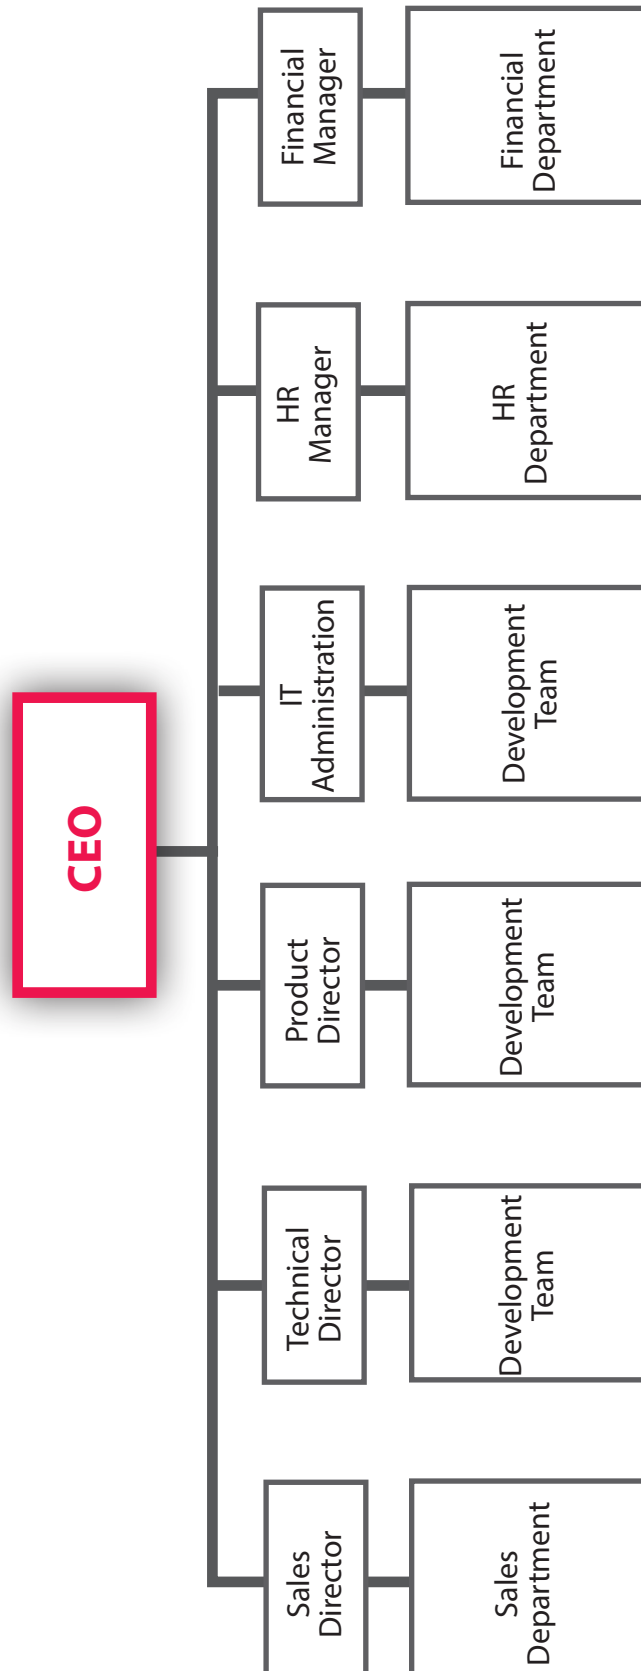 CEO
Sales
Director
Technical
Director
Product
Director
IT
Administration
HR
Manager
Financial
Manager
Sales
Department
Development
Team
Development
Team
Development
Team
HR
Department
Financial
Department